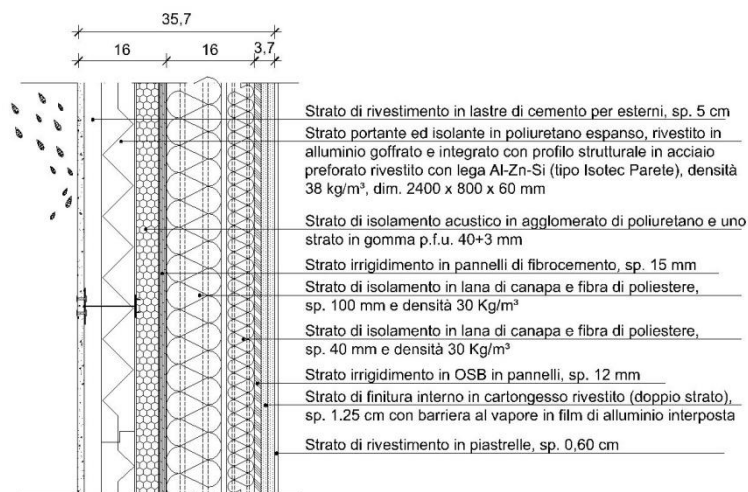 35,7
16 16 3,7
Strato di rivestimento in lastre di cemento per esterni, sp. 5 cm
Strato portante ed isolante in poliuretano espanso, rivestito in
alluminio goffrato e integrato con profilo strutturale in acciaio
preforato rivestito con lega Al-Zn-Si (tipo Isotec Parete), densità
38 kg/m³, dim. 2400 x 800 x 60 mm
Strato di isolamento acustico in agglomerato di poliuretano e uno
strato in gomma p.f.u. 40+3 mm
Strato irrigidimento in pannelli di fibrocemento, sp. 15 mm
Strato di isolamento in lana di canapa e fibra di poliestere,
sp. 100 mm e densità 30 Kg/m³
Strato di isolamento in lana di canapa e fibra di poliestere,
sp. 40 mm e densità 30 Kg/m³
Strato irrigidimento in OSB in pannelli, sp. 12 mm
Strato di finitura interno in cartongesso rivestito (doppio strato),
sp. 1.25 cm con barriera al vapore in film di alluminio interposta
Strato di rivestimento in piastrelle, sp. 0,60 cm